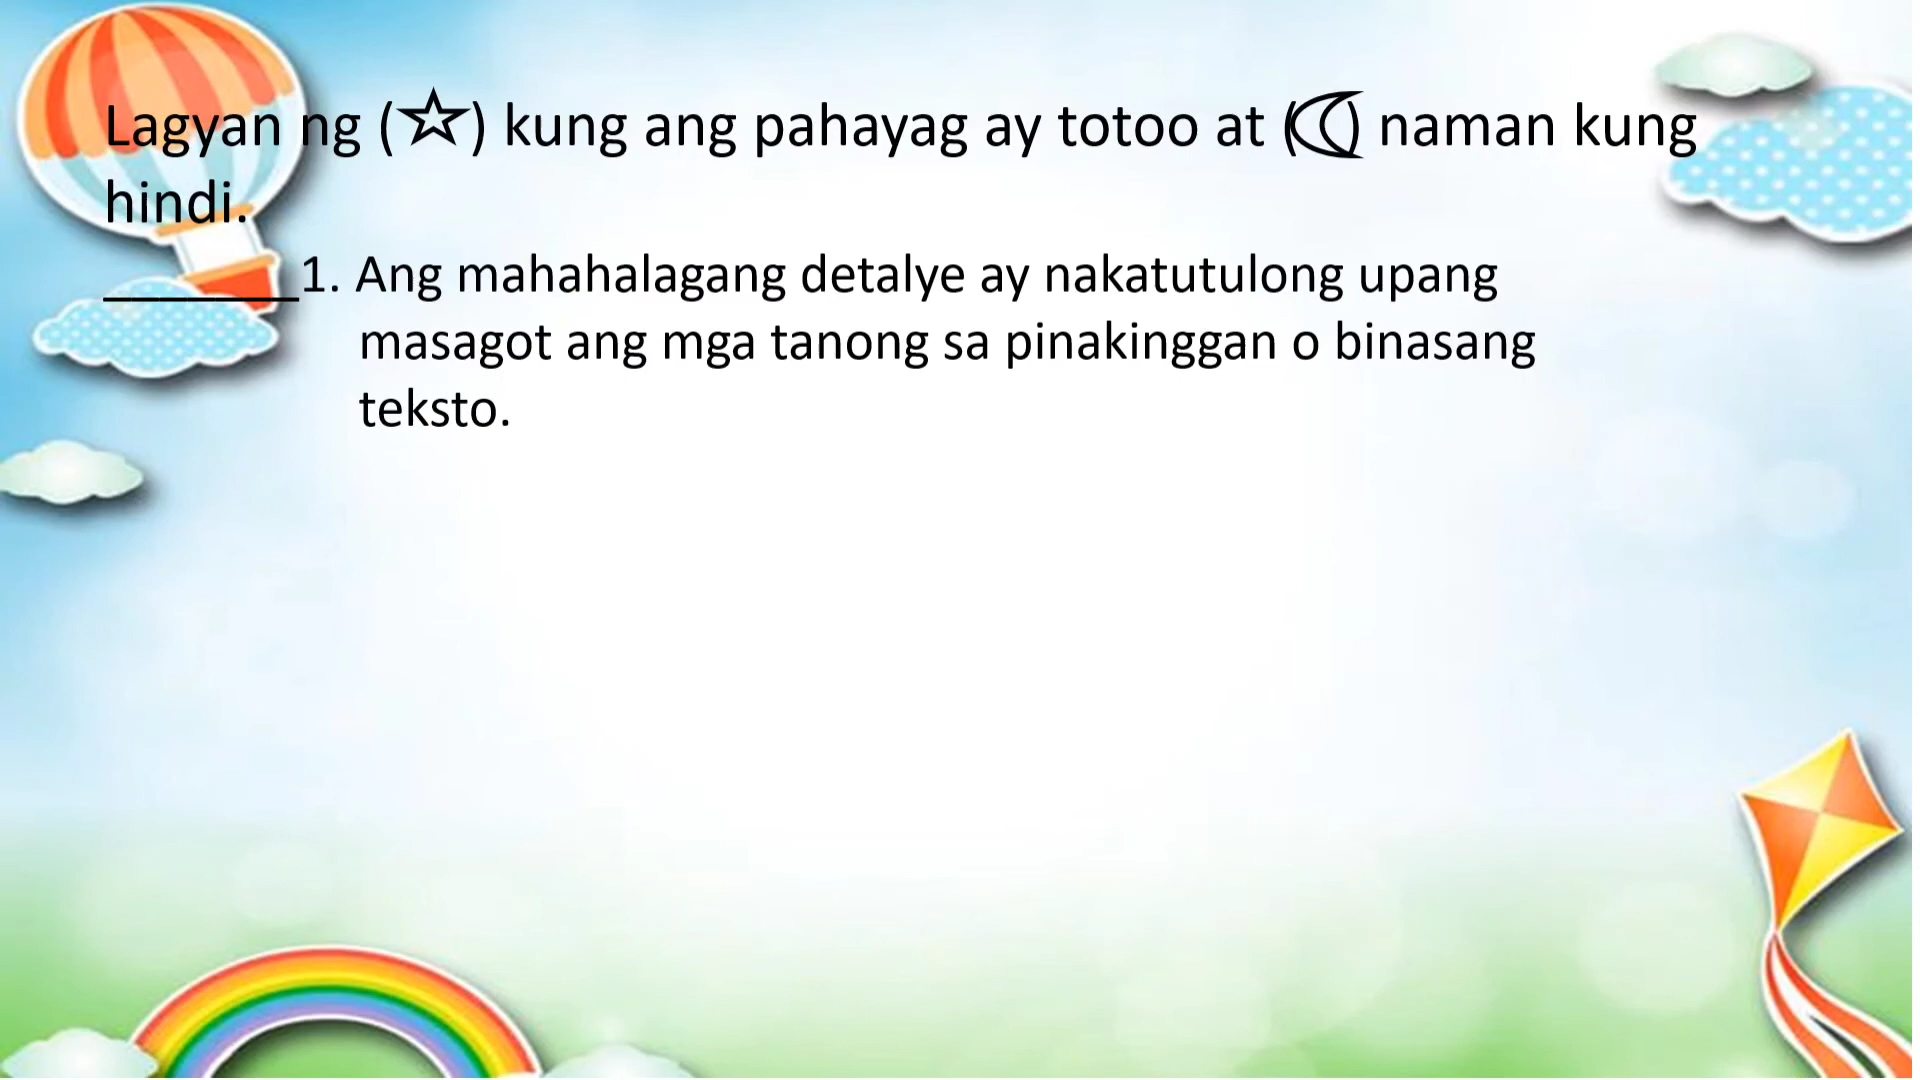 Lagyan ng (☆) kung ang pahayag ay totoo at (☾) naman kung
hindi.
_______1. Ang mahahalagang detalye ay nakatutulong upang
masagot ang mga tanong sa pinakinggan o binasang
teksto.